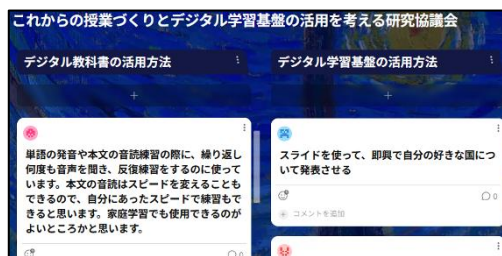 これからの授業づくりとデジタル学習基盤の活用を考える研究協議会
デジタル教科書の活用方法
単語の発音や本文の音読練習の際に、繰り返し
何度も音声を聞き、反復練習をするのに使って
います。本文の音読はスピードを変えることも
できるので、自分にあったスピードで練習もで
きると思います。家庭学習でも使用できるのが
よいところかと思います。
0
デジタル学習基盤の活用方法
スライドを使って、即興で自分の好きな国につ
いて発表させる
0
コメントを追加